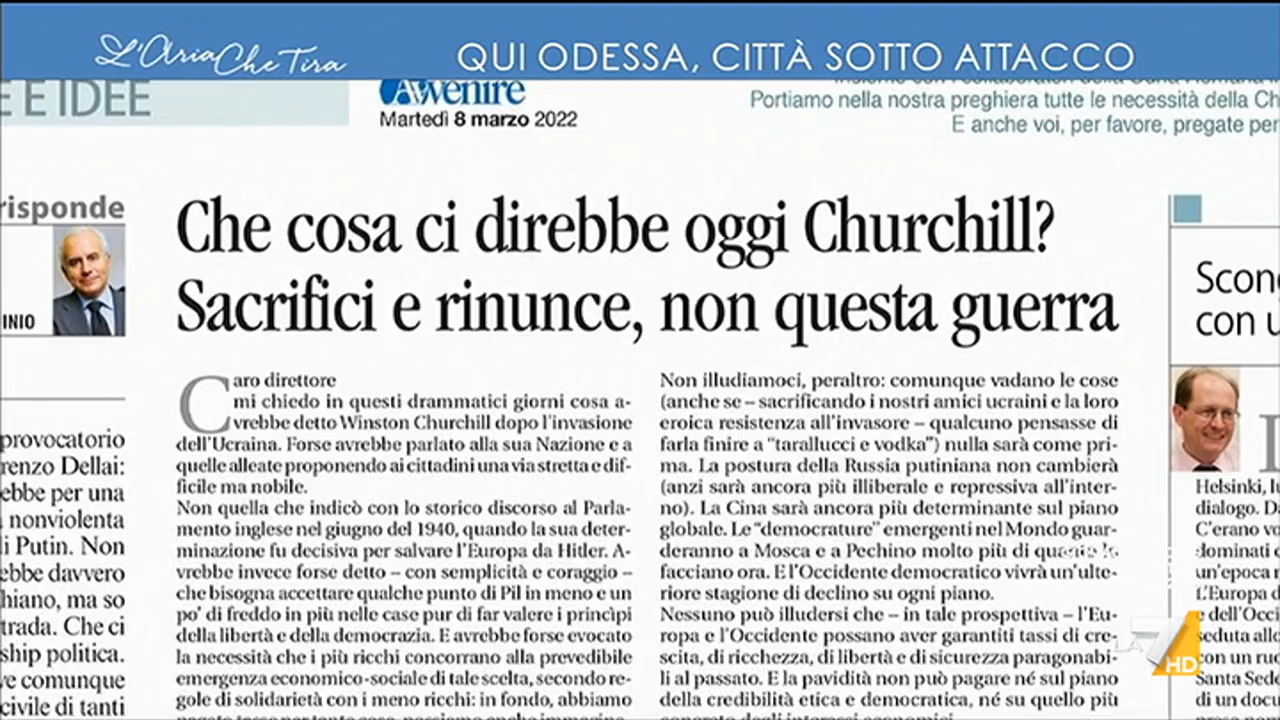 L'Aria Che Tira
QUI ODESSA, CITTÀ SOTTO ATTACCO
E IDEE
Avvenire
Martedì 8 marzo 2022
Portiamo nella nostra preghiera tutte le necessità della Ch
E anche voi, per favore, pregate per
risponde
INIO
provocatorio
renzo Dellai:
ebbe per una
nonviolenta
i Putin. Non
ebbe davvero
hiano, ma so
trada. Che ci
ship politica.
ve comunque
civile di tanti
Che cosa ci direbbe oggi Churchill?
Sacrifici e rinunce, non questa guerra
Caro direttore
mi chiedo in questi drammatici giorni cosa a-
vrebbe detto Winston Churchill dopo l'invasione
dell'Ucraina. Forse avrebbe parlato alla sua Nazione e a
quelle alleate proponendo ai cittadini una via stretta e dif-
ficile ma nobile.
Non quella che indicò con lo storico discorso al Parla-
mento inglese nel giugno del 1940, quando la sua deter-
minazione fu decisiva per salvare l'Europa da Hitler. A-
vrebbe invece forse detto – con semplicità e coraggio –
che bisogna accettare qualche punto di Pil in meno e un
po' di freddo in più nelle case pur di far valere i princìpi
della libertà e della democrazia. E avrebbe forse evocato
la necessità che i più ricchi concorrano alla prevedibile
emergenza economico-sociale di tale scelta, secondo re-
gole di solidarietà con i meno ricchi: in fondo, abbiamo
Non illudiamoci, peraltro: comunque vadano le cose
(anche se – sacrificando i nostri amici ucraini e la loro
eroica resistenza all'invasore – qualcuno pensasse di
farla finire a “tarallucci e vodka”) nulla sarà come pri-
ma. La postura della Russia putiniana non cambierà
(anzi sarà ancora più illiberale e repressiva all'inter-
no). La Cina sarà ancora più determinante sul piano
globale. Le “democrature” emergenti nel Mondo guar-
deranno a Mosca e a Pechino molto più di quanto lo
facciano ora. E l'Occidente democratico vivrà un'ulte-
riore stagione di declino su ogni piano.
Nessuno può illudersi che – in tale prospettiva – l'Eu-
ropa e l'Occidente possano aver garantiti tassi di cre-
scita, di ricchezza, di libertà e di sicurezza paragonabi-
li al passato. E la pavidità non può pagare né sul piano
della credibilità etica e democratica, né su quello più
Scon
con u
Helsinki, lu
dialogo. Da
C'erano vo
dominati d
un'epoca r
L'Europa d
e dell'Occi
seduta allo
con un ruo
Santa Sede
di un docu
LA7 HD